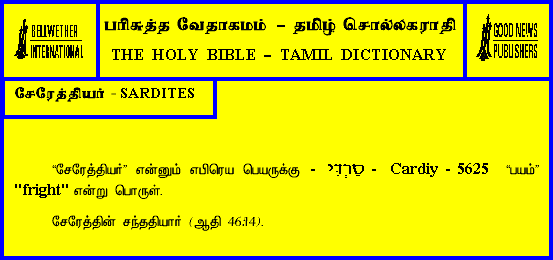 BELLWETHER
INTERNATIONAL
பரிசுத்த வேதாகமம் – தமிழ் சொல்லகராதி
THE HOLY BIBLE – TAMIL DICTIONARY
GOOD NEWS
PUBLISHERS
சேரேத்தியர் - SARDITES
“சேரேத்தியர்” என்னும் எபிரெய பெயருக்கு - סַרְדִּי - Cardiy - 5625 “பயம்”
"fright" என்று பொருள்.
சேரேத்தின் சந்ததியார் (ஆதி 46:14).